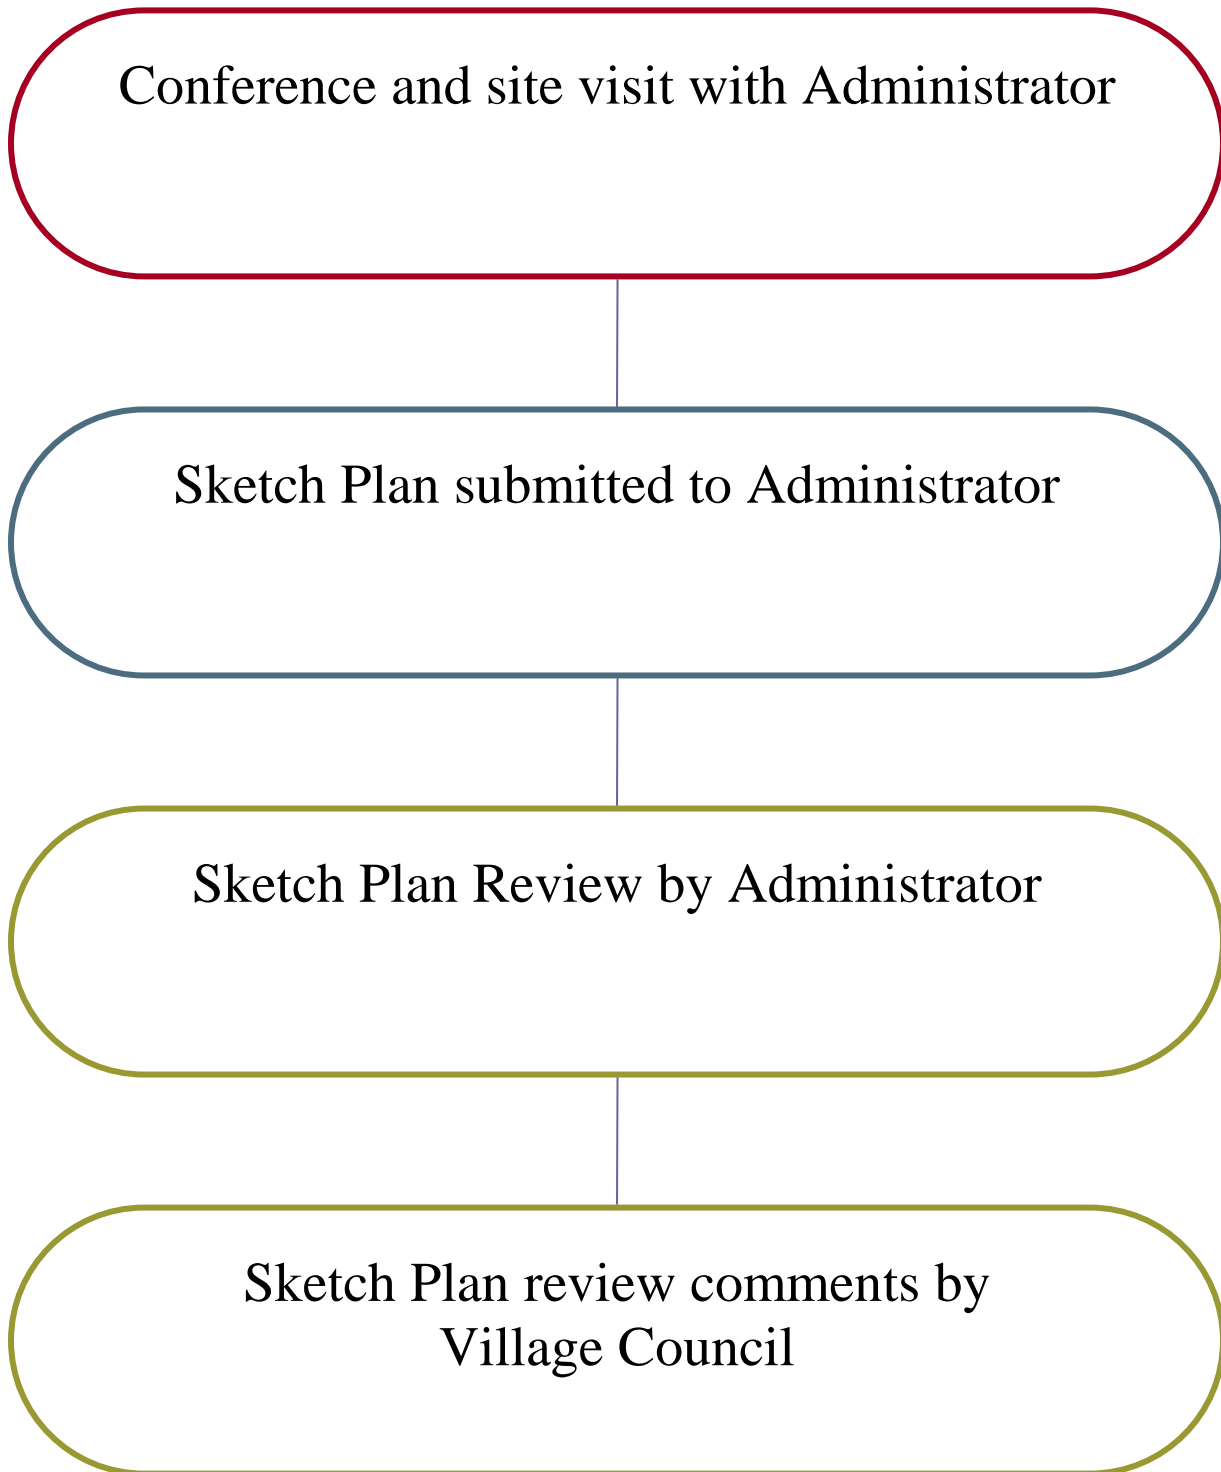 Conference and site visit with Administrator
Sketch Plan submitted to Administrator
Sketch Plan Review by Administrator
Sketch Plan review comments by
Village Council